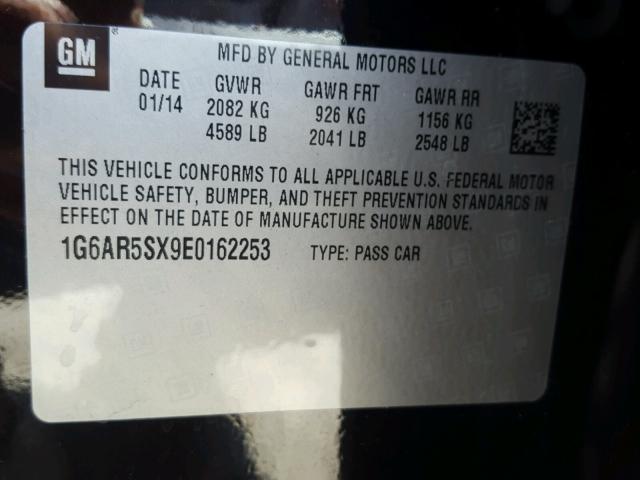 GM
MFD BY GENERAL MOTORS LLC
DATE GVWR GAWR FRT GAWR RR
01/14 2082 KG 926 KG 1156 KG
4589 LB 2041 LB 2548 LB
THIS VEHICLE CONFORMS TO ALL APPLICABLE U.S. FEDERAL MOTOR
VEHICLE SAFETY, BUMPER, AND THEFT PREVENTION STANDARDS IN
EFFECT ON THE DATE OF MANUFACTURE SHOWN ABOVE.
1G6AR5SX9E0162253 TYPE: PASS CAR